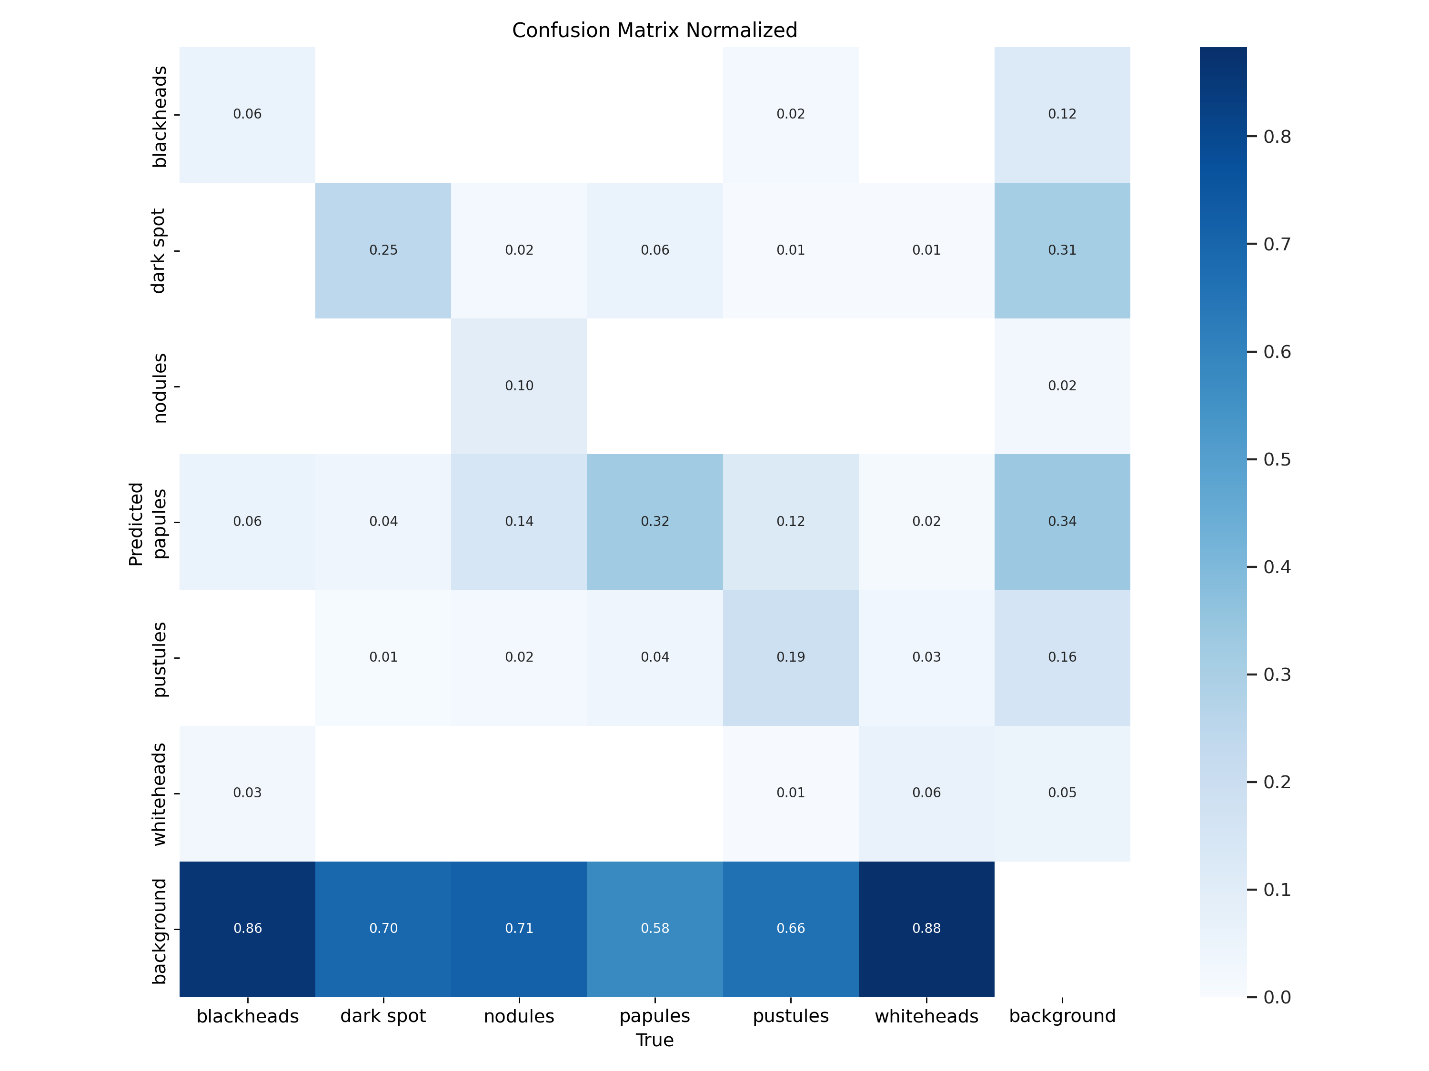 Confusion Matrix Normalized
blackheads
0.06
0.02
0.12
dark spot
0.25
0.02
0.06
0.01
0.01
0.31
nodules
0.10
0.02
Predicted
papules
0.06
0.04
0.14
0.32
0.12
0.02
0.34
pustules
0.01
0.02
0.04
0.19
0.03
0.16
whiteheads
0.03
0.01
0.06
0.05
background
0.86
0.70
0.71
0.58
0.66
0.88
blackheads
dark spot
nodules
papules
pustules
whiteheads
background
True
0.8
0.7
0.6
0.5
0.4
0.3
0.2
0.1
0.0